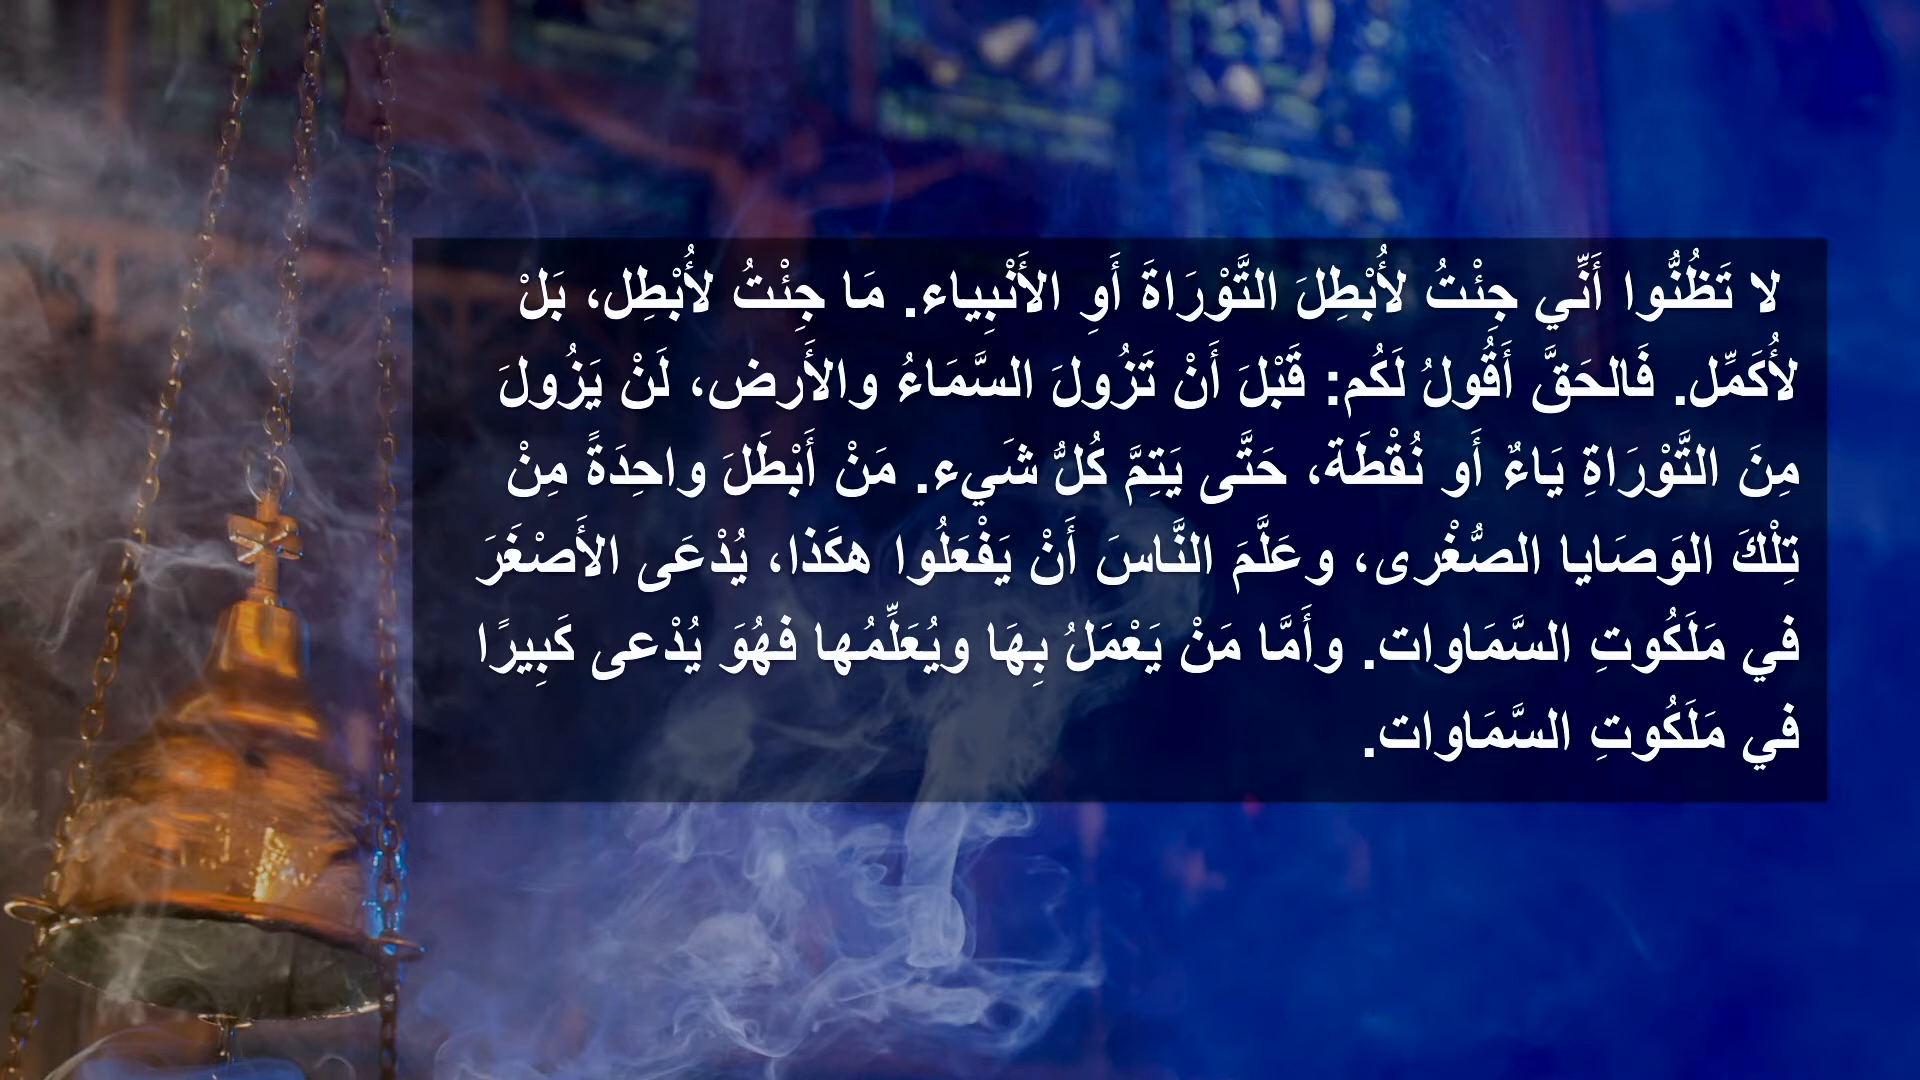 لا تَظُنُّوا أَنِّي جِئْتُ لأُبْطِلَ التَّوْرَاةَ أَوِ الأَنْبِيِاء. مَا جِئْتُ لأُبْطِل، بَلْ
لأُكَمِّل. فَالحَقَّ أَقُولُ لَكُم: قَبْلَ أَنْ تَزُولَ السَّمَاءُ والأَرض، لَنْ يَزُولَ
مِنَ التَّوْرَاةِ يَاءٌ أَو نُقْطَة، حَتَّى يَتِمَّ كُلُّ شَيء. مَنْ أَبْطَلَ واحِدَةً مِنْ
تِلْكَ الوَصَايا الصُّغْرى، وعَلَّمَ النَّاسَ أَنْ يَفْعَلُوا هكَذا، يُدْعَى الأَصْغَرَ
في مَلَكُوتِ السَّمَاوات. وأَمَّا مَنْ يَعْمَلُ بِهَا ويُعَلِّمُها فهُوَ يُدْعى كَبِيرًا
في مَلَكُوتِ السَّمَاوات.